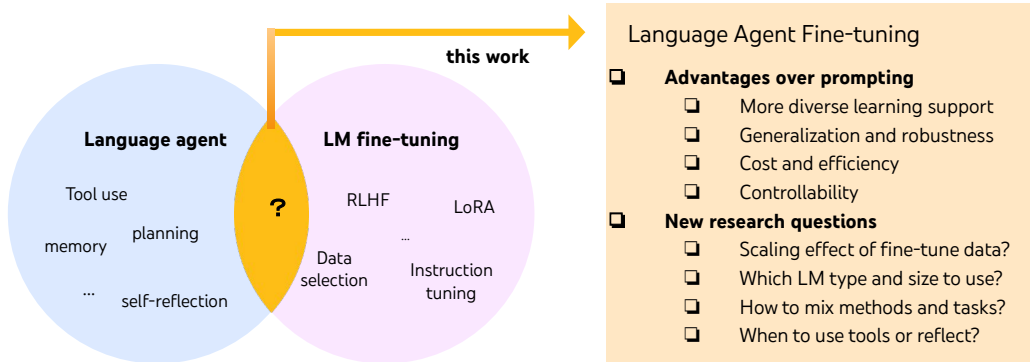 this work
Language agent
Tool use
planning
memory
...
self-reflection
?
LM fine-tuning
RLHF
LoRA
...
Data
selection
Instruction
tuning
Language Agent Fine-tuning
❏ Advantages over prompting
❏ More diverse learning support
❏ Generalization and robustness
❏ Cost and efficiency
❏ Controllability
❏ New research questions
❏ Scaling effect of fine-tune data?
❏ Which LM type and size to use?
❏ How to mix methods and tasks?
❏ When to use tools or reflect?